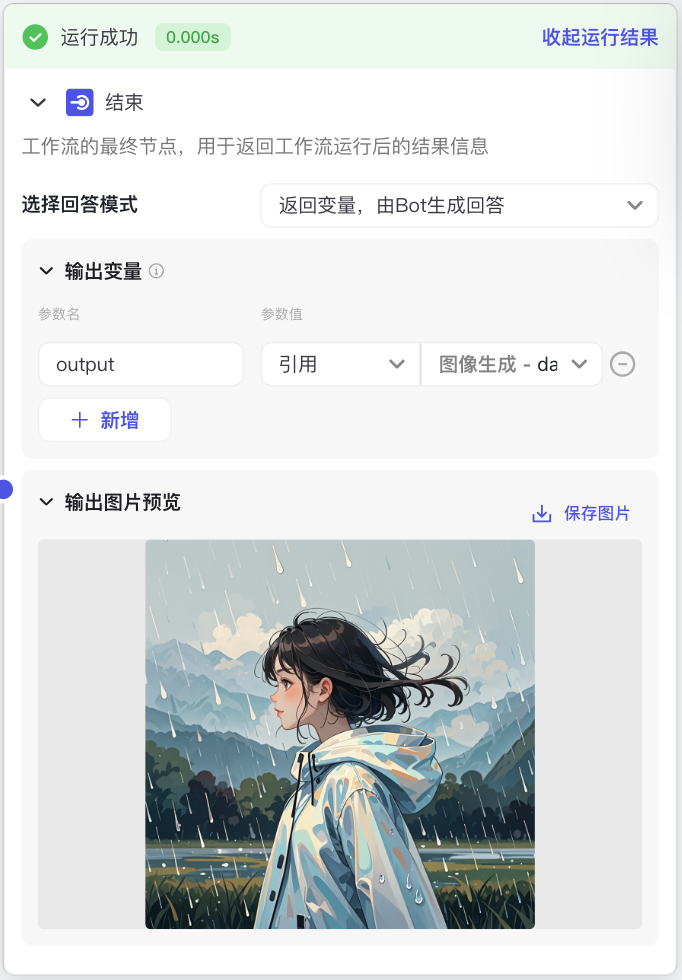 运行成功 0.000s 收起运行结果
结束
工作流的最终节点，用于返回工作流运行后的结果信息
选择回答模式 返回变量，由Bot生成回答
输出变量
参数名 参数值
output 引用 图像生成 - da
+ 新增
输出图片预览
保存图片